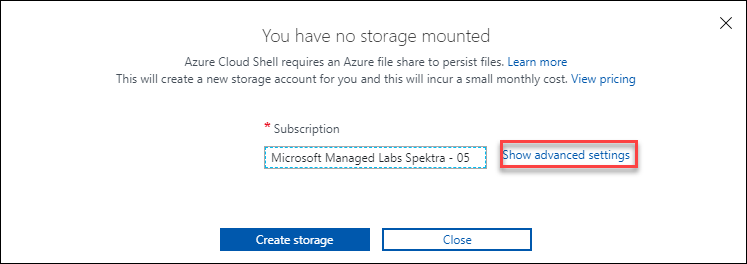 You have no storage mounted
Azure Cloud Shell requires an Azure file share to persist files. Learn more
This will create a new storage account for you and this will incur a small monthly cost. View pricing
* Subscription
Microsoft Managed Labs Spektra - 05
Show advanced settings
Create storage
Close